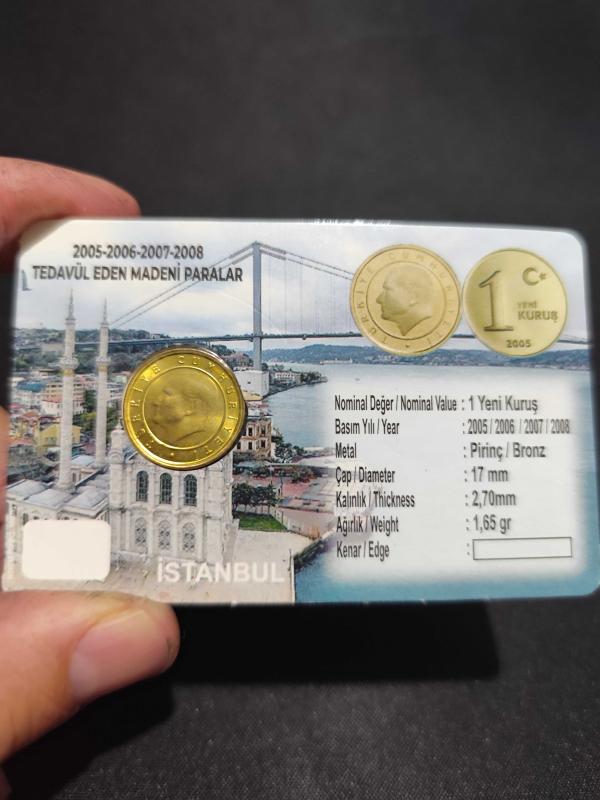 2005-2006-2007-2008
TEDAVÜL EDEN MADENİ PARALAR
TÜRKİYE CUMHURİYETİ
1 YENİ KURUŞ
2005
TÜRKİYE CUMHURİYETİ
Nominal Değer / Nominal Value : 1 Yeni Kuruş
Basım Yılı / Year : 2005 / 2006 / 2007 / 2008
Metal : Pirinç / Bronz
Çap / Diameter : 17 mm
Kalınlık / Thickness : 2,70mm
Ağırlık / Weight : 1,65 gr
Kenar / Edge :
İSTANBUL